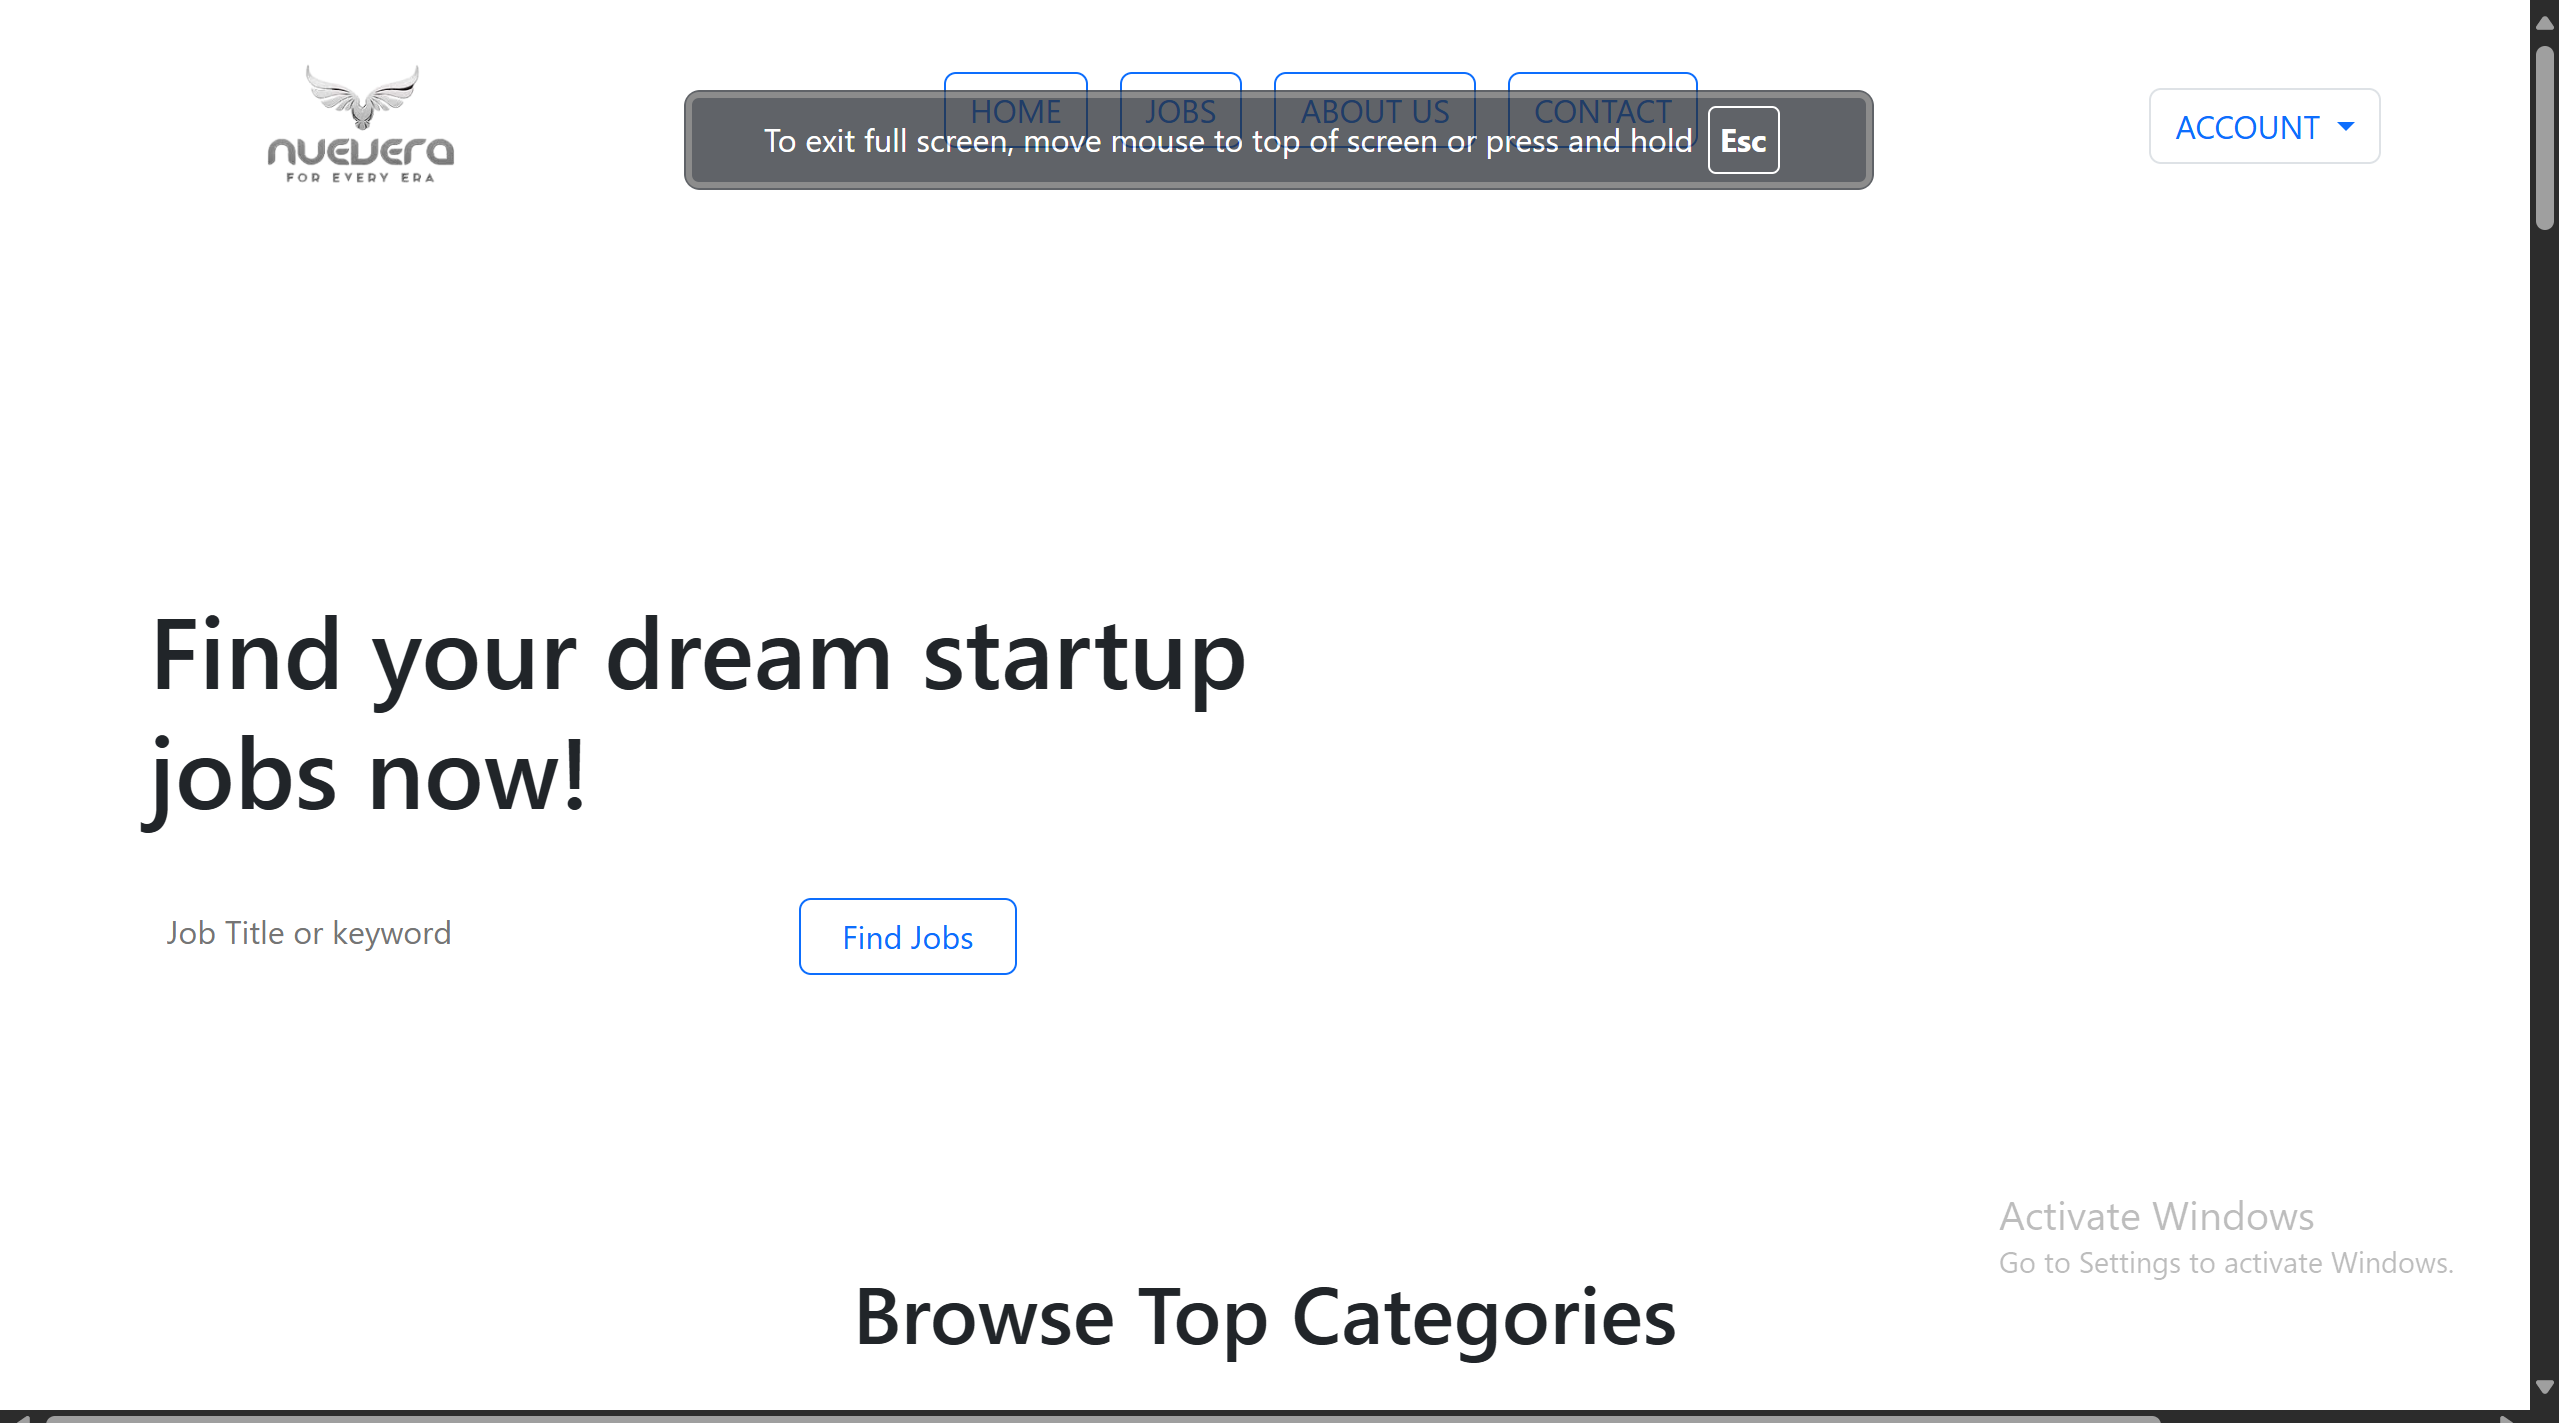 nuevera
FOR EVERY ERA
HOME JOBS ABOUT US CONTACT
To exit full screen, move mouse to top of screen or press and hold Esc
ACCOUNT
Find your dream startup
jobs now!
Job Title or keyword
Find Jobs
Activate Windows
Go to Settings to activate Windows.
Browse Top Categories